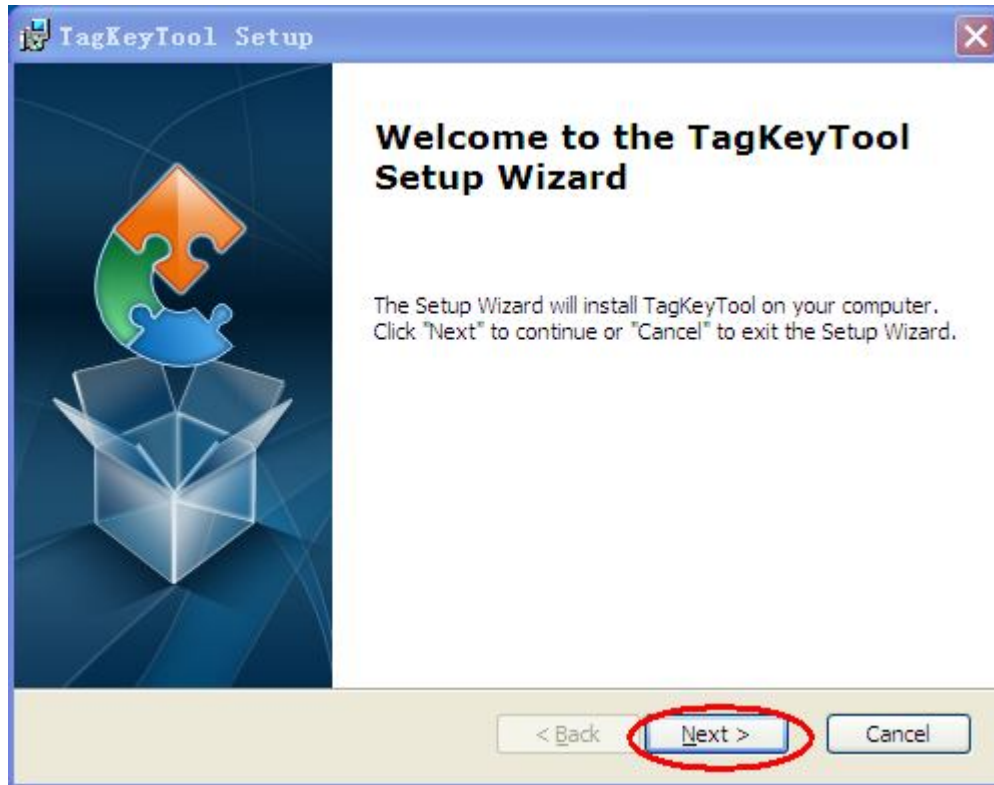 TagKeyTool Setup
Welcome to the TagKeyTool
Setup Wizard
The Setup Wizard will install TagKeyTool on your computer.
Click "Next" to continue or "Cancel" to exit the Setup Wizard.
< Back
Next >
Cancel